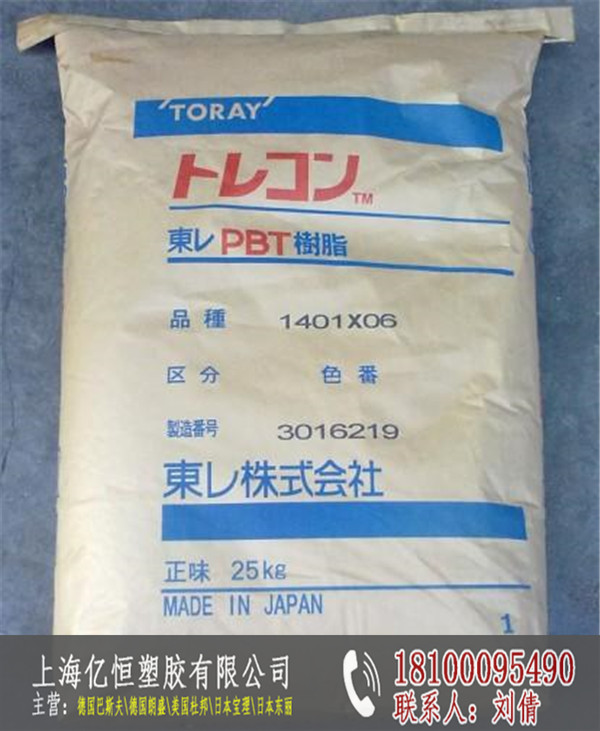 TORAY
トレコン™
東レ PBT 樹脂
品種 1401X06
区分 色番
製造番号 3016219
東レ株式会社
正味 25kg
MADE IN JAPAN
1
上海亿恒塑胶有限公司
主营：德国巴斯夫\德国朗盛\美国杜邦\日本宝理\日本东丽
18100095490
联系人：刘倩